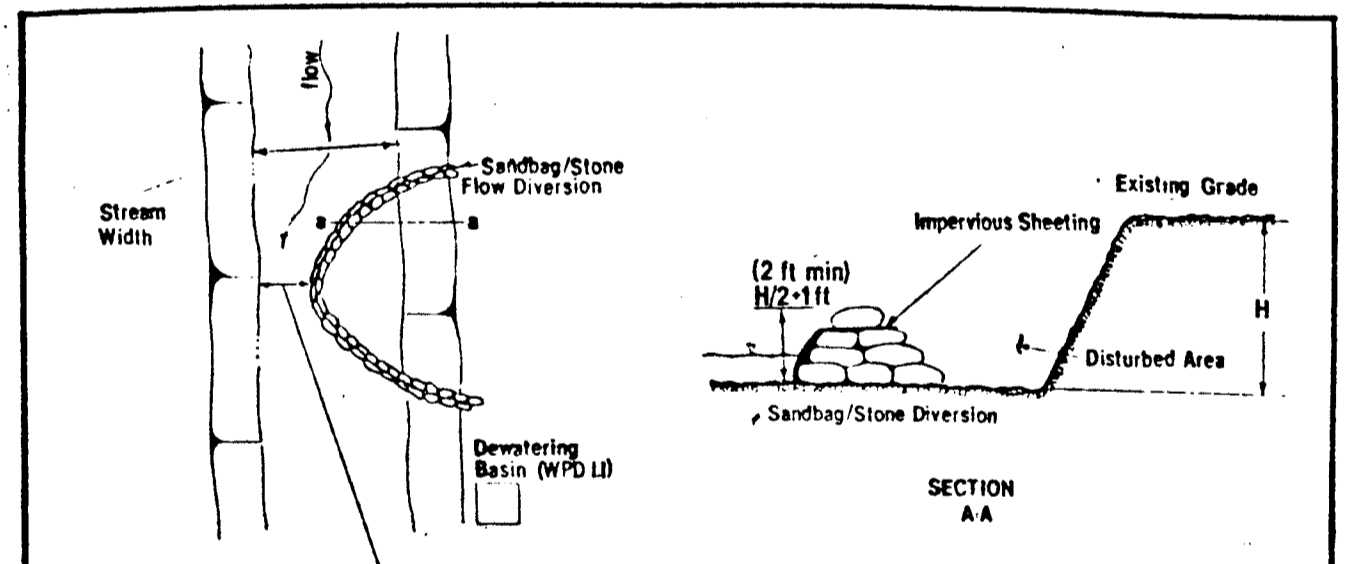 flow
Sandbag/Stone
Flow Diversion
Stream
Width
a
a
Dewatering
Basin (WPD LI)
Existing Grade
Impervious Sheeting
(2 ft min)
H/2+1ft
H
Disturbed Area
Sandbag/Stone Diversion
SECTION
A-A